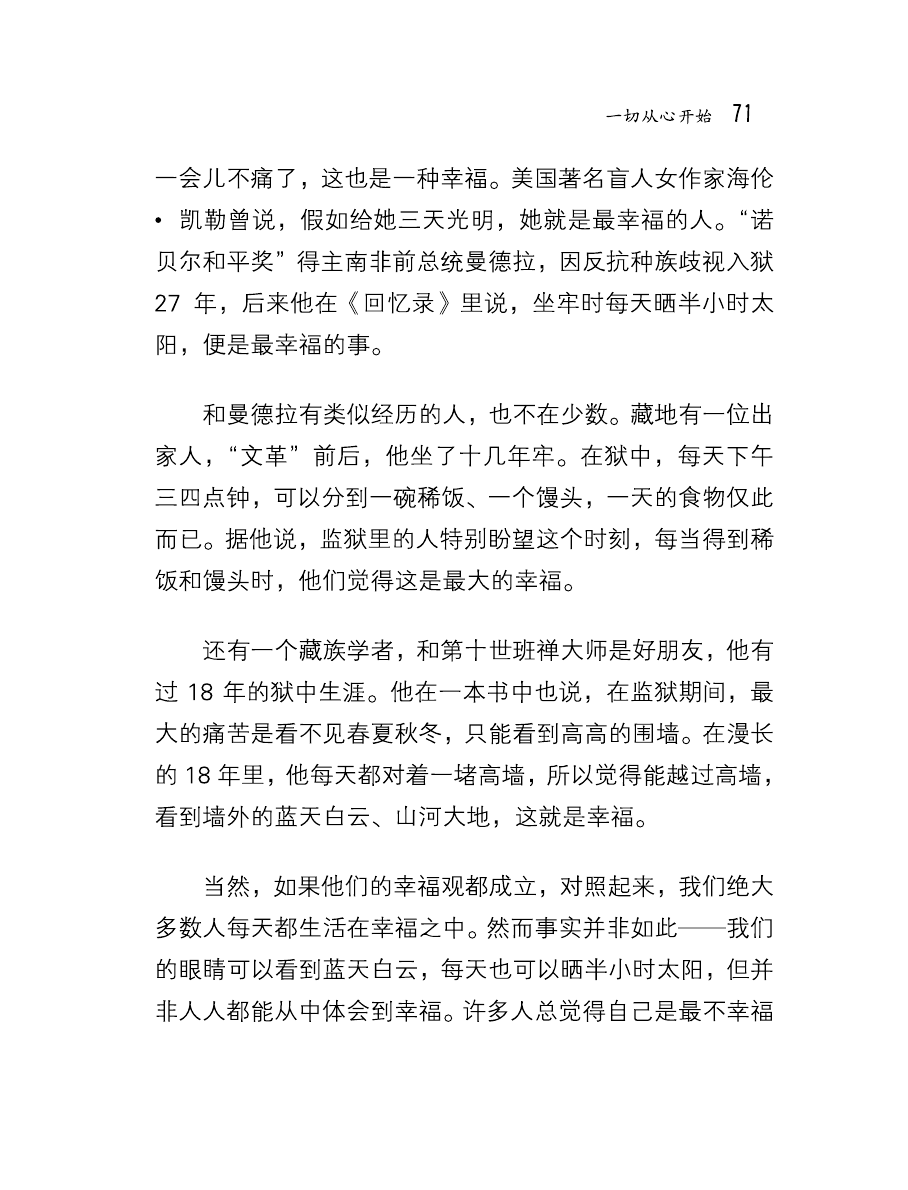 一切从心开始 71
一会儿不痛了，这也是一种幸福。美国著名盲人女作家海伦
• 凯勒曾说，假如给她三天光明，她就是最幸福的人。“诺
贝尔和平奖”得主南非前总统曼德拉，因反抗种族歧视入狱
27 年，后来他在《回忆录》里说，坐牢时每天晒半小时太
阳，便是最幸福的事。
和曼德拉有类似经历的人，也不在少数。藏地有一位出
家人，“文革”前后，他坐了十几年牢。在狱中，每天下午
三四点钟，可以分到一碗稀饭、一个馒头，一天的食物仅此
而已。据他说，监狱里的人特别盼望这个时刻，每当得到稀
饭和馒头时，他们觉得这是最大的幸福。
还有一个藏族学者，和第十世班禅大师是好朋友，他有
过 18 年的狱中生涯。他在一本书中也说，在监狱期间，最
大的痛苦是看不见春夏秋冬，只能看到高高的围墙。在漫长
的 18 年里，他每天都对着一堵高墙，所以觉得能越过高墙，
看到墙外的蓝天白云、山河大地，这就是幸福。
当然，如果他们的幸福观都成立，对照起来，我们绝大
多数人每天都生活在幸福之中。然而事实并非如此——我们
的眼睛可以看到蓝天白云，每天也可以晒半小时太阳，但并
非人人都能从中体会到幸福。许多人总觉得自己是最不幸福